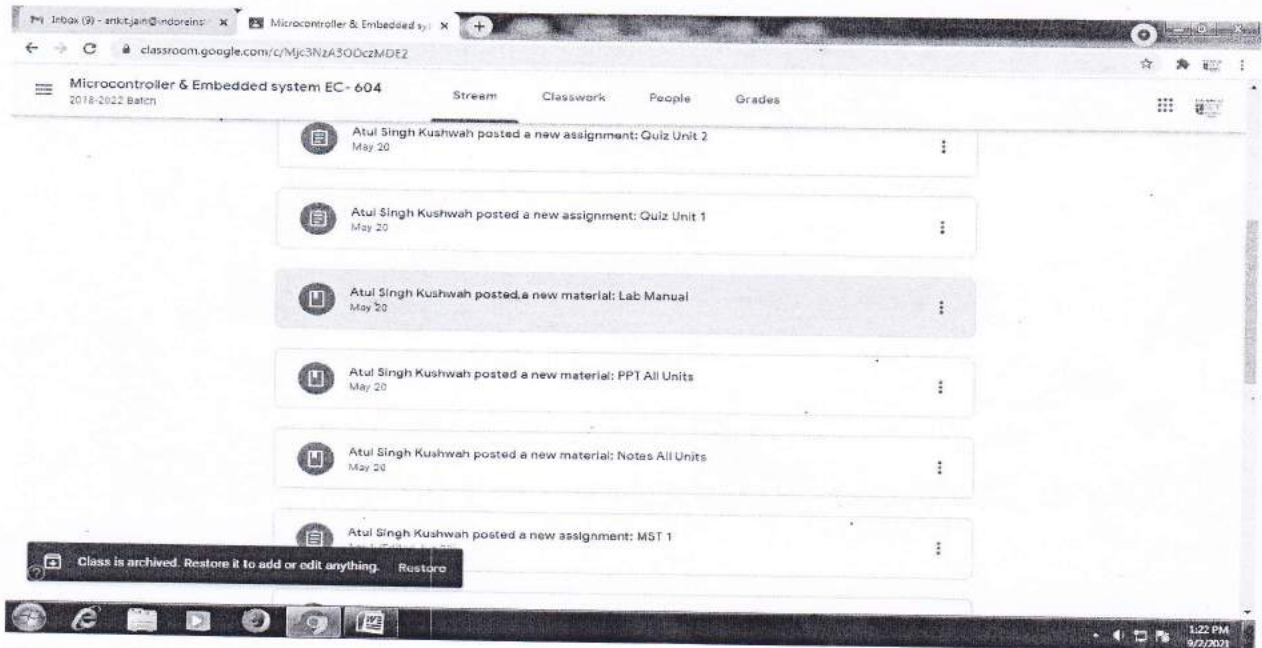 Inbox (9) - ankit.jain@indoreins
Microcontroller & Embedded sy
classroom.google.com/c/Mjc3NzA3ODczMDE2
Microcontroller & Embedded system EC- 604
2018-2022 Batch
Stream
Classwork
People
Grades
Atul Singh Kushwah posted a new assignment: Quiz Unit 2
May 20
Atul Singh Kushwah posted a new assignment: Quiz Unit 1
May 20
Atul Singh Kushwah posted a new material: Lab Manual
May 20
Atul Singh Kushwah posted a new material: PPT All Units
May 20
Atul Singh Kushwah posted a new material: Notes All Units
May 20
Atul Singh Kushwah posted a new assignment: MST 1
Class is archived. Restore it to add or edit anything.
Restore
1:22 PM
9/2/2021